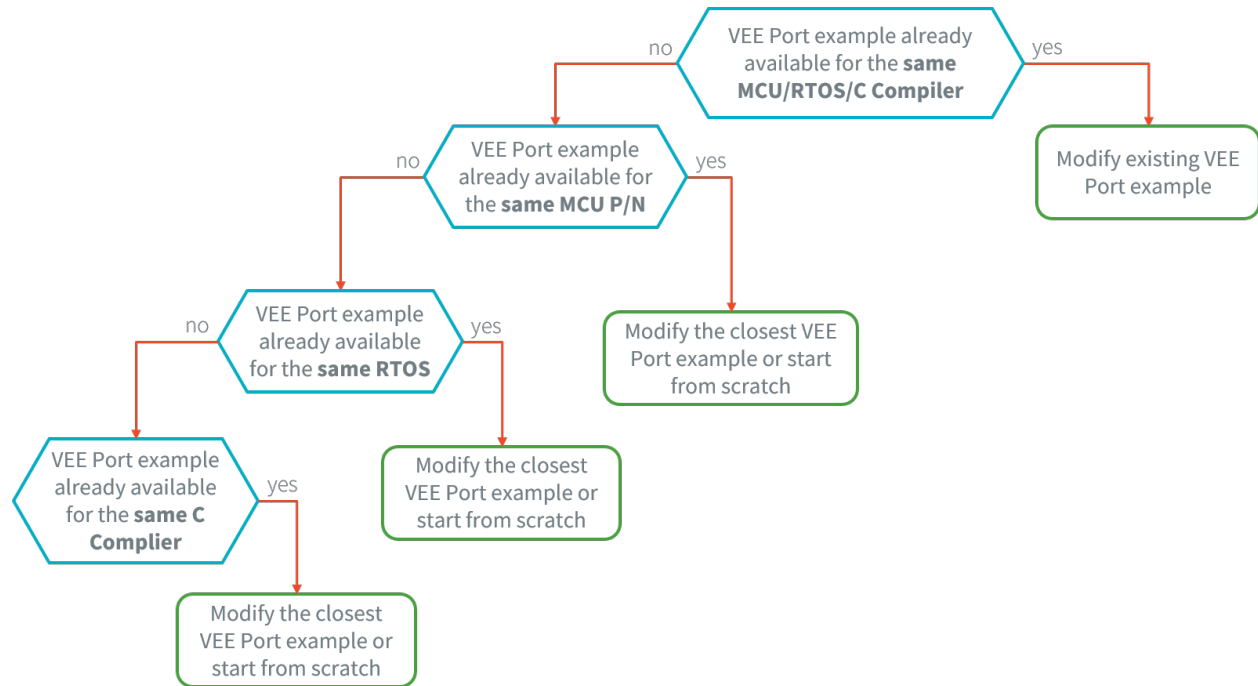 no
VEE Port example already
available for the same
MCU/RTOS/C Compiler
yes
Modify existing VEE
Port example
no
VEE Port example
already available for
the same MCU P/N
yes
Modify the closest VEE
Port example or start
from scratch
no
VEE Port example
already available
for the same RTOS
yes
Modify the closest
VEE Port example or
start from scratch
VEE Port example
already available
for the same C
Complier
yes
Modify the closest
VEE Port example or
start from scratch